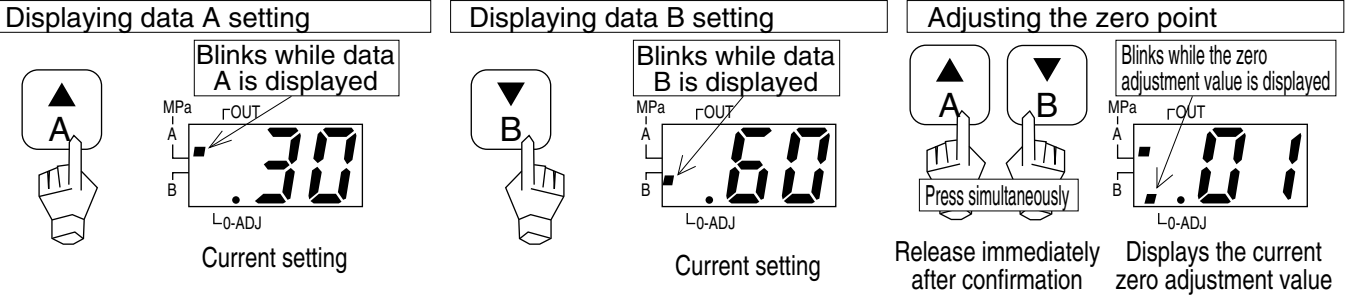 Displaying data A setting
Blinks while data
A is displayed
A
MPa
OUT
A
B
.30
0-ADJ
Current setting
Displaying data B setting
Blinks while data
B is displayed
B
MPa
OUT
A
B
.60
0-ADJ
Current setting
Adjusting the zero point
A
B
Press simultaneously
Release immediately
after confirmation
Blinks while the zero
adjustment value is displayed
MPa
OUT
A
B
.01
0-ADJ
Displays the current
zero adjustment value